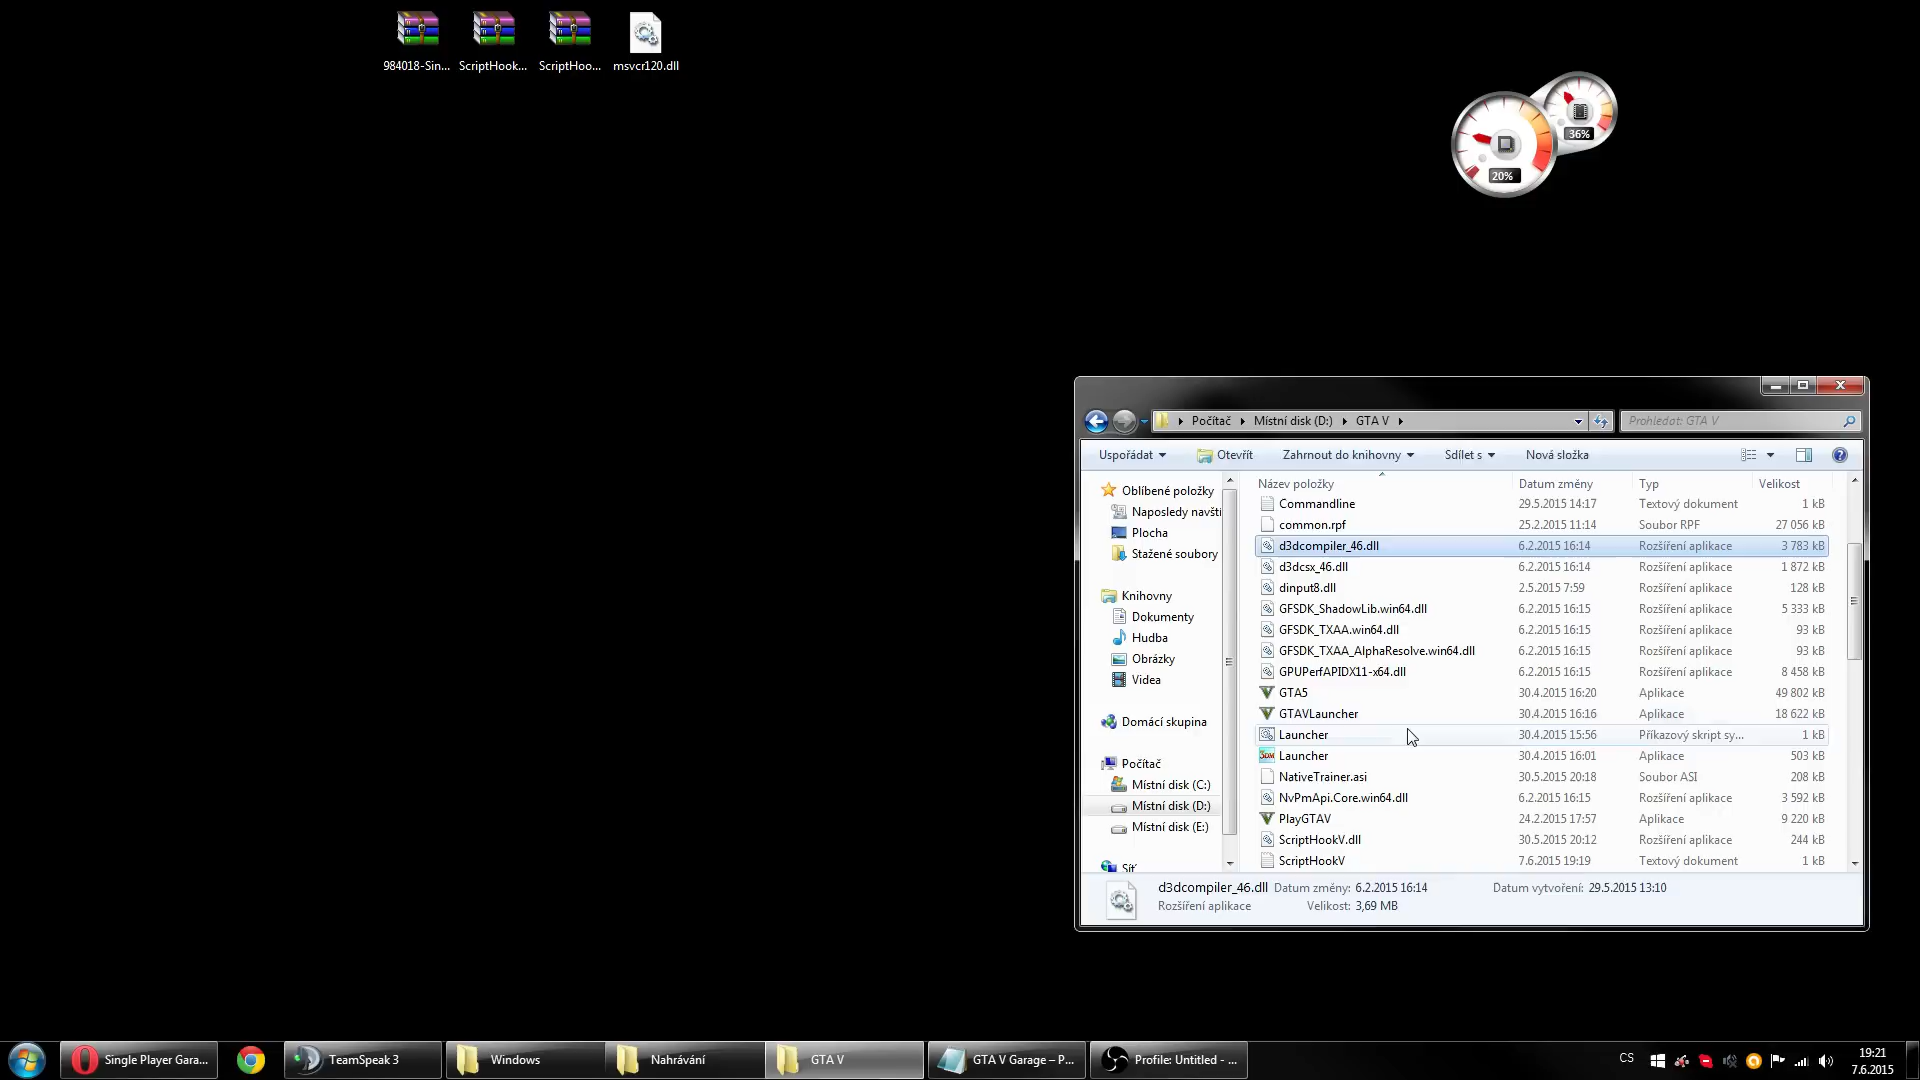 984018-Sin...
ScriptHook...
ScriptHoo...
msvcr120.dll
36%
20%
Počítač
Místní disk (D:)
GTA V
Prohledat: GTA V
Uspořádat
Otevřít
Zahrnout do knihovny
Sdílet s
Nová složka
Oblíbené položky
Naposledy navští
Plocha
Stažené soubory
Knihovny
Dokumenty
Hudba
Obrázky
Videa
Domácí skupina
Počítač
Místní disk (C:)
Místní disk (D:)
Místní disk (E:)
Síť
Název položky Datum změny Typ Velikost
Commandline 29.5.2015 14:17 Textový dokument 1 kB
common.rpf 25.2.2015 11:14 Soubor RPF 27 056 kB
d3dcompiler_46.dll 6.2.2015 16:14 Rozšíření aplikace 3 783 kB
d3dcsx_46.dll 6.2.2015 16:14 Rozšíření aplikace 1 872 kB
dinput8.dll 2.5.2015 7:59 Rozšíření aplikace 128 kB
GFSDK_ShadowLib.win64.dll 6.2.2015 16:15 Rozšíření aplikace 5 333 kB
GFSDK_TXAA.win64.dll 6.2.2015 16:15 Rozšíření aplikace 93 kB
GFSDK_TXAA_AlphaResolve.win64.dll 6.2.2015 16:15 Rozšíření aplikace 93 kB
GPUPerfAPIDX11-x64.dll 6.2.2015 16:15 Rozšíření aplikace 8 458 kB
GTA5 30.4.2015 16:20 Aplikace 49 802 kB
GTAVLauncher 30.4.2015 16:16 Aplikace 18 622 kB
Launcher 30.4.2015 15:56 Příkazový skript sy... 1 kB
Launcher 30.4.2015 16:01 Aplikace 503 kB
NativeTrainer.asi 30.5.2015 20:18 Soubor ASI 208 kB
NvPmApi.Core.win64.dll 6.2.2015 16:15 Rozšíření aplikace 3 592 kB
PlayGTAV 24.2.2015 17:57 Aplikace 9 220 kB
ScriptHookV.dll 30.5.2015 20:12 Rozšíření aplikace 244 kB
ScriptHookV 7.6.2015 19:19 Textový dokument 1 kB
d3dcompiler_46.dll Datum změny: 6.2.2015 16:14 Datum vytvoření: 29.5.2015 13:10
Rozšíření aplikace Velikost: 3,69 MB
Single Player Gara...
TeamSpeak 3
Windows
Nahrávání
GTA V
GTA V Garage – P...
Profile: Untitled - ...
CS
19:21
7.6.2015